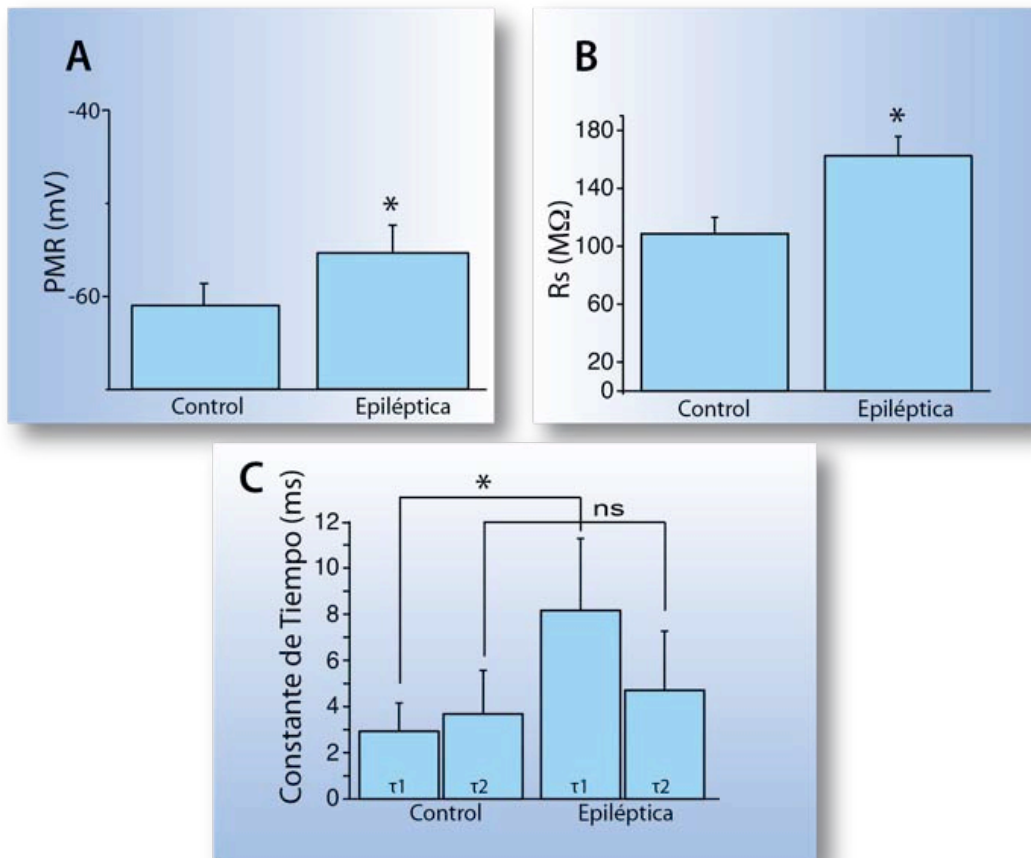 A
-40
-60
PMR (mV)
*
Control
Epiléptica
B
180
140
100
60
20
0
Rs (MΩ)
*
Control
Epiléptica
C
*
ns
12
10
8
6
4
2
0
Constante de Tiempo (ms)
τ1
τ2
τ1
τ2
Control
Epiléptica